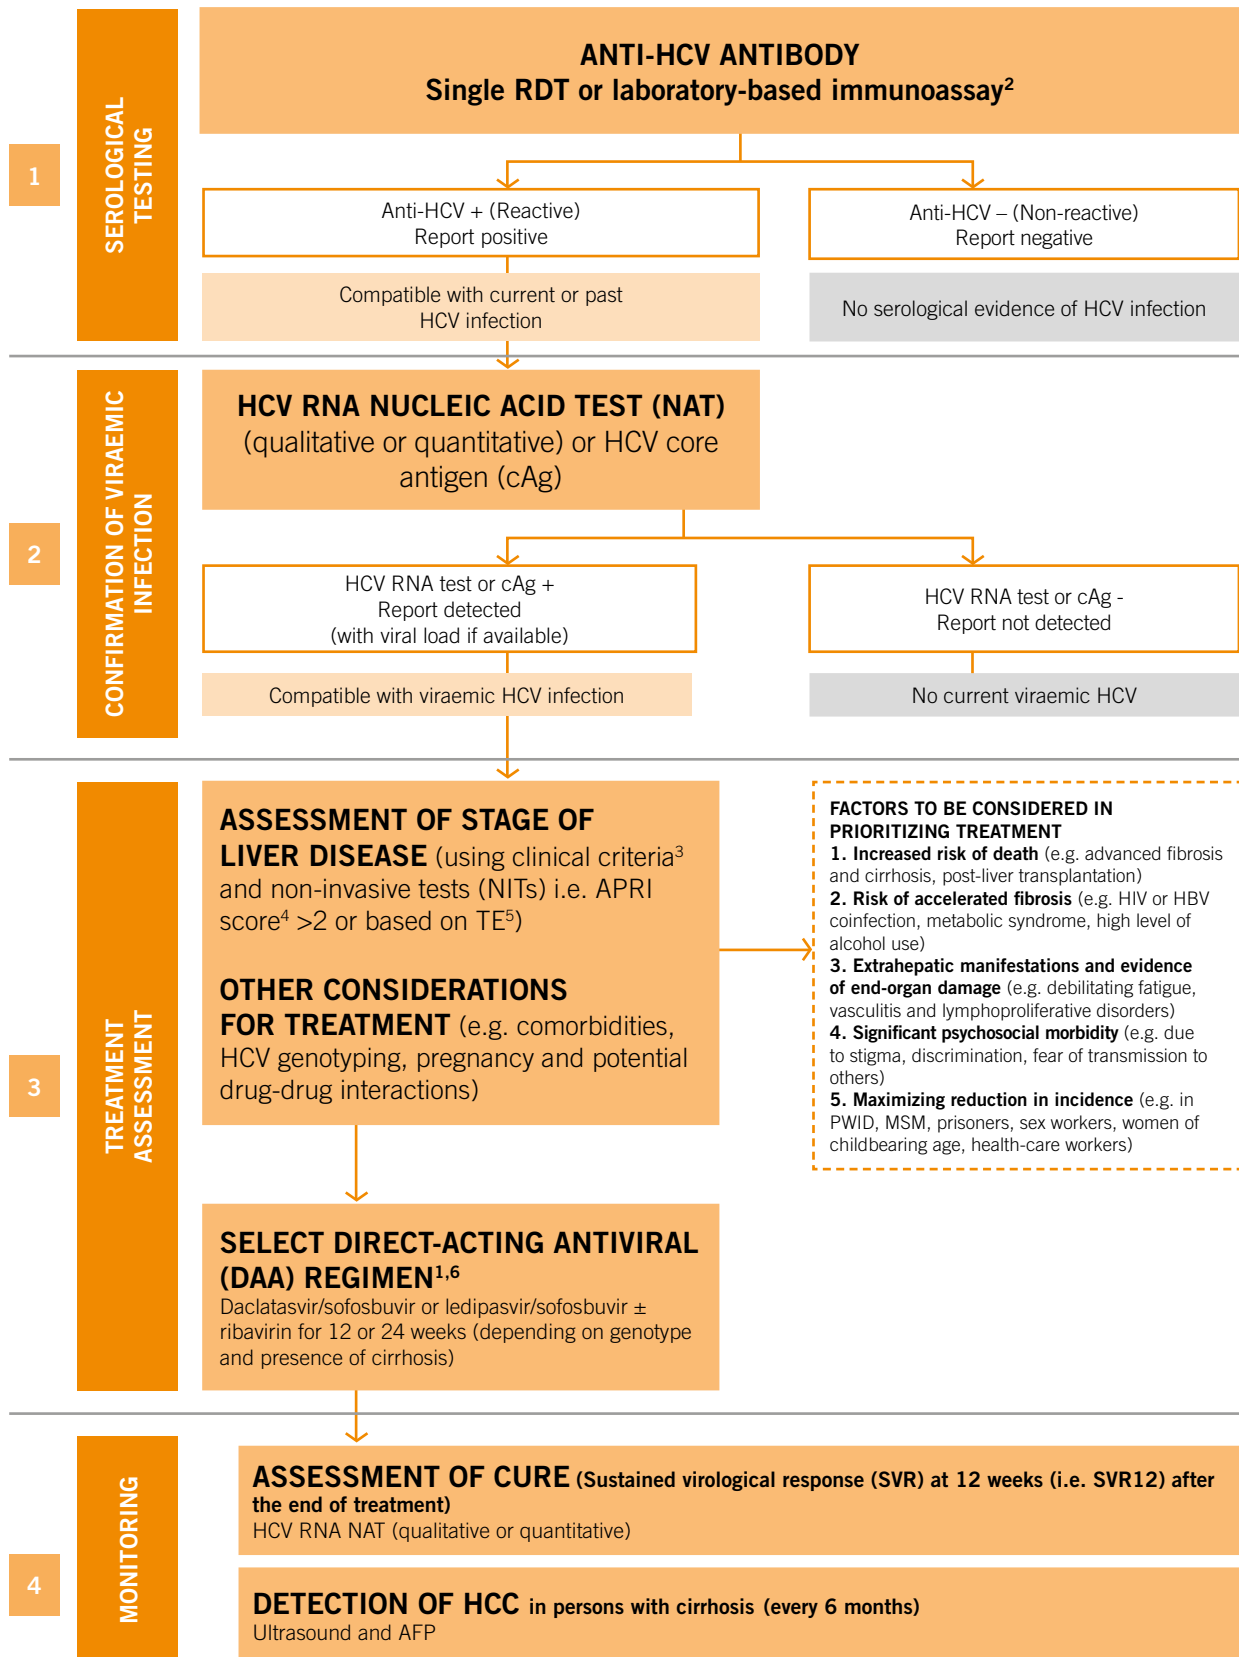 1
SEROLOGICAL
TESTING
ANTI-HCV ANTIBODY
Single RDT or laboratory-based immunoassay²
Anti-HCV + (Reactive)
Report positive
Anti-HCV – (Non-reactive)
Report negative
Compatible with current or past
HCV infection
No serological evidence of HCV infection
2
CONFIRMATION OF VIRAEMIC
INFECTION
HCV RNA NUCLEIC ACID TEST (NAT)
(qualitative or quantitative) or HCV core
antigen (cAg)
HCV RNA test or cAg +
Report detected
(with viral load if available)
HCV RNA test or cAg -
Report not detected
Compatible with viraemic HCV infection
No current viraemic HCV
3
TREATMENT
ASSESSMENT
ASSESSMENT OF STAGE OF
LIVER DISEASE (using clinical criteria³
and non-invasive tests (NITs) i.e. APRI
score⁴ >2 or based on TE⁵)
OTHER CONSIDERATIONS
FOR TREATMENT (e.g. comorbidities,
HCV genotyping, pregnancy and potential
drug-drug interactions)
FACTORS TO BE CONSIDERED IN
PRIORITIZING TREATMENT
1. Increased risk of death (e.g. advanced fibrosis
and cirrhosis, post-liver transplantation)
2. Risk of accelerated fibrosis (e.g. HIV or HBV
coinfection, metabolic syndrome, high level of
alcohol use)
3. Extrahepatic manifestations and evidence
of end-organ damage (e.g. debilitating fatigue,
vasculitis and lymphoproliferative disorders)
4. Significant psychosocial morbidity (e.g. due
to stigma, discrimination, fear of transmission to
others)
5. Maximizing reduction in incidence (e.g. in
PWID, MSM, prisoners, sex workers, women of
childbearing age, health-care workers)
SELECT DIRECT-ACTING ANTIVIRAL
(DAA) REGIMEN¹,⁶
Daclatasvir/sofosbuvir or ledipasvir/sofosbuvir ±
ribavirin for 12 or 24 weeks (depending on genotype
and presence of cirrhosis)
4
MONITORING
ASSESSMENT OF CURE (Sustained virological response (SVR) at 12 weeks (i.e. SVR12) after
the end of treatment)
HCV RNA NAT (qualitative or quantitative)
DETECTION OF HCC in persons with cirrhosis (every 6 months)
Ultrasound and AFP